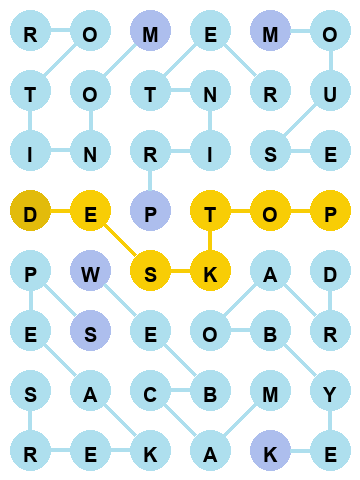 R O M E M O
T O T N R U
I N R I S E
D E P T O P
P W S K A D
E S E O B R
S A C B M Y
R E K A K E